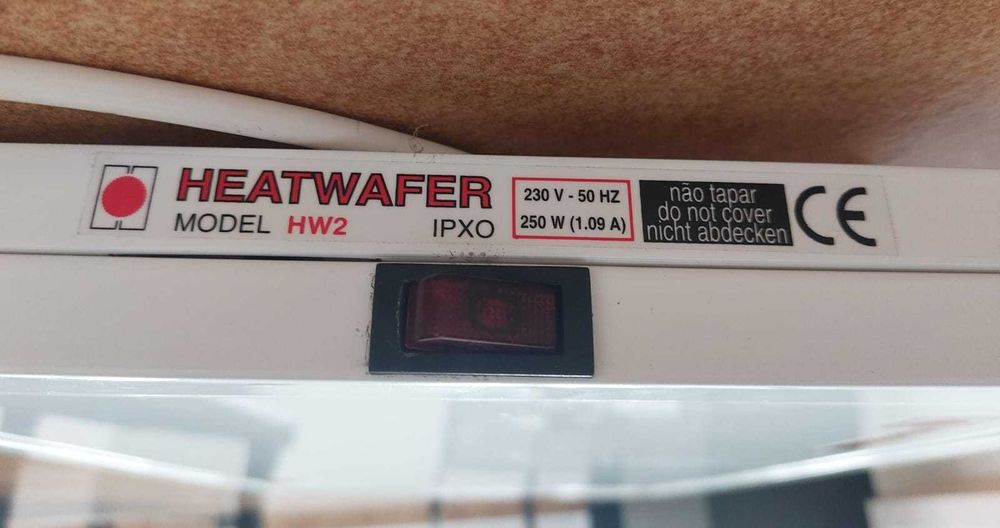 HEATWAFER
MODEL HW2 IPXO
230 V - 50 HZ
250 W (1.09 A)
não tapar
do not cover
nicht abdecken
CE